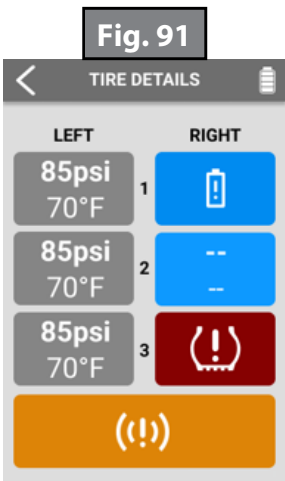 Fig. 91
TIRE DETAILS
LEFT RIGHT
85psi
70°F
1
85psi
70°F
2
--
--
85psi
70°F
3